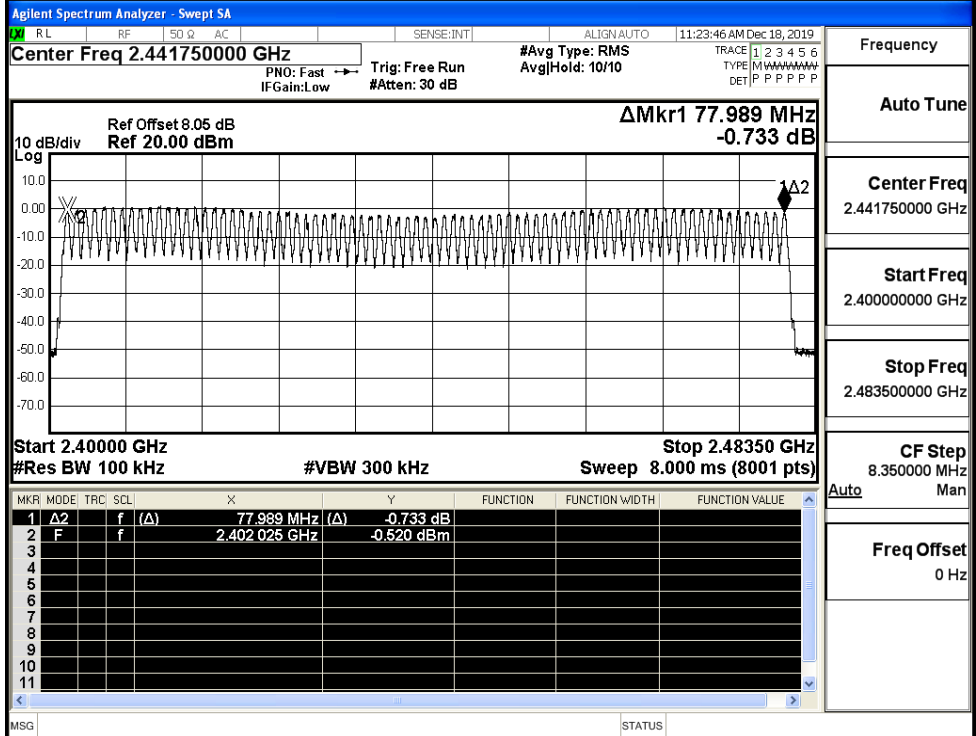 Agilent Spectrum Analyzer - Swept SA
LXI RL RF 50 Ω AC SENSE:INT ALIGNAUTO 11:23:46 AM Dec 18, 2019
Center Freq 2.441750000 GHz
PNO: Fast
IFGain:Low
Trig: Free Run
#Atten: 30 dB
#Avg Type: RMS
Avg|Hold: 10/10
TRACE 1 2 3 4 5 6
TYPE M WWWWW
DET P P P P P P
Frequency
ΔMkr1 77.989 MHz
-0.733 dB
Ref Offset 8.05 dB
10 dB/div Ref 20.00 dBm
Log
10.0
0.00
-10.0
-20.0
-30.0
-40.0
-50.0
-60.0
-70.0
2
1Δ2
Start 2.40000 GHz Stop 2.48350 GHz
#Res BW 100 kHz #VBW 300 kHz Sweep 8.000 ms (8001 pts)
MKR MODE TRC SCL X Y FUNCTION FUNCTION WIDTH FUNCTION VALUE
1 Δ2 f (Δ) 77.989 MHz (Δ) -0.733 dB
2 F f 2.402 025 GHz -0.520 dBm
3
4
5
6
7
8
9
10
11
MSG STATUS
Auto Tune
Center Freq
2.441750000 GHz
Start Freq
2.400000000 GHz
Stop Freq
2.483500000 GHz
CF Step
8.350000 MHz
Auto Man
Freq Offset
0 Hz